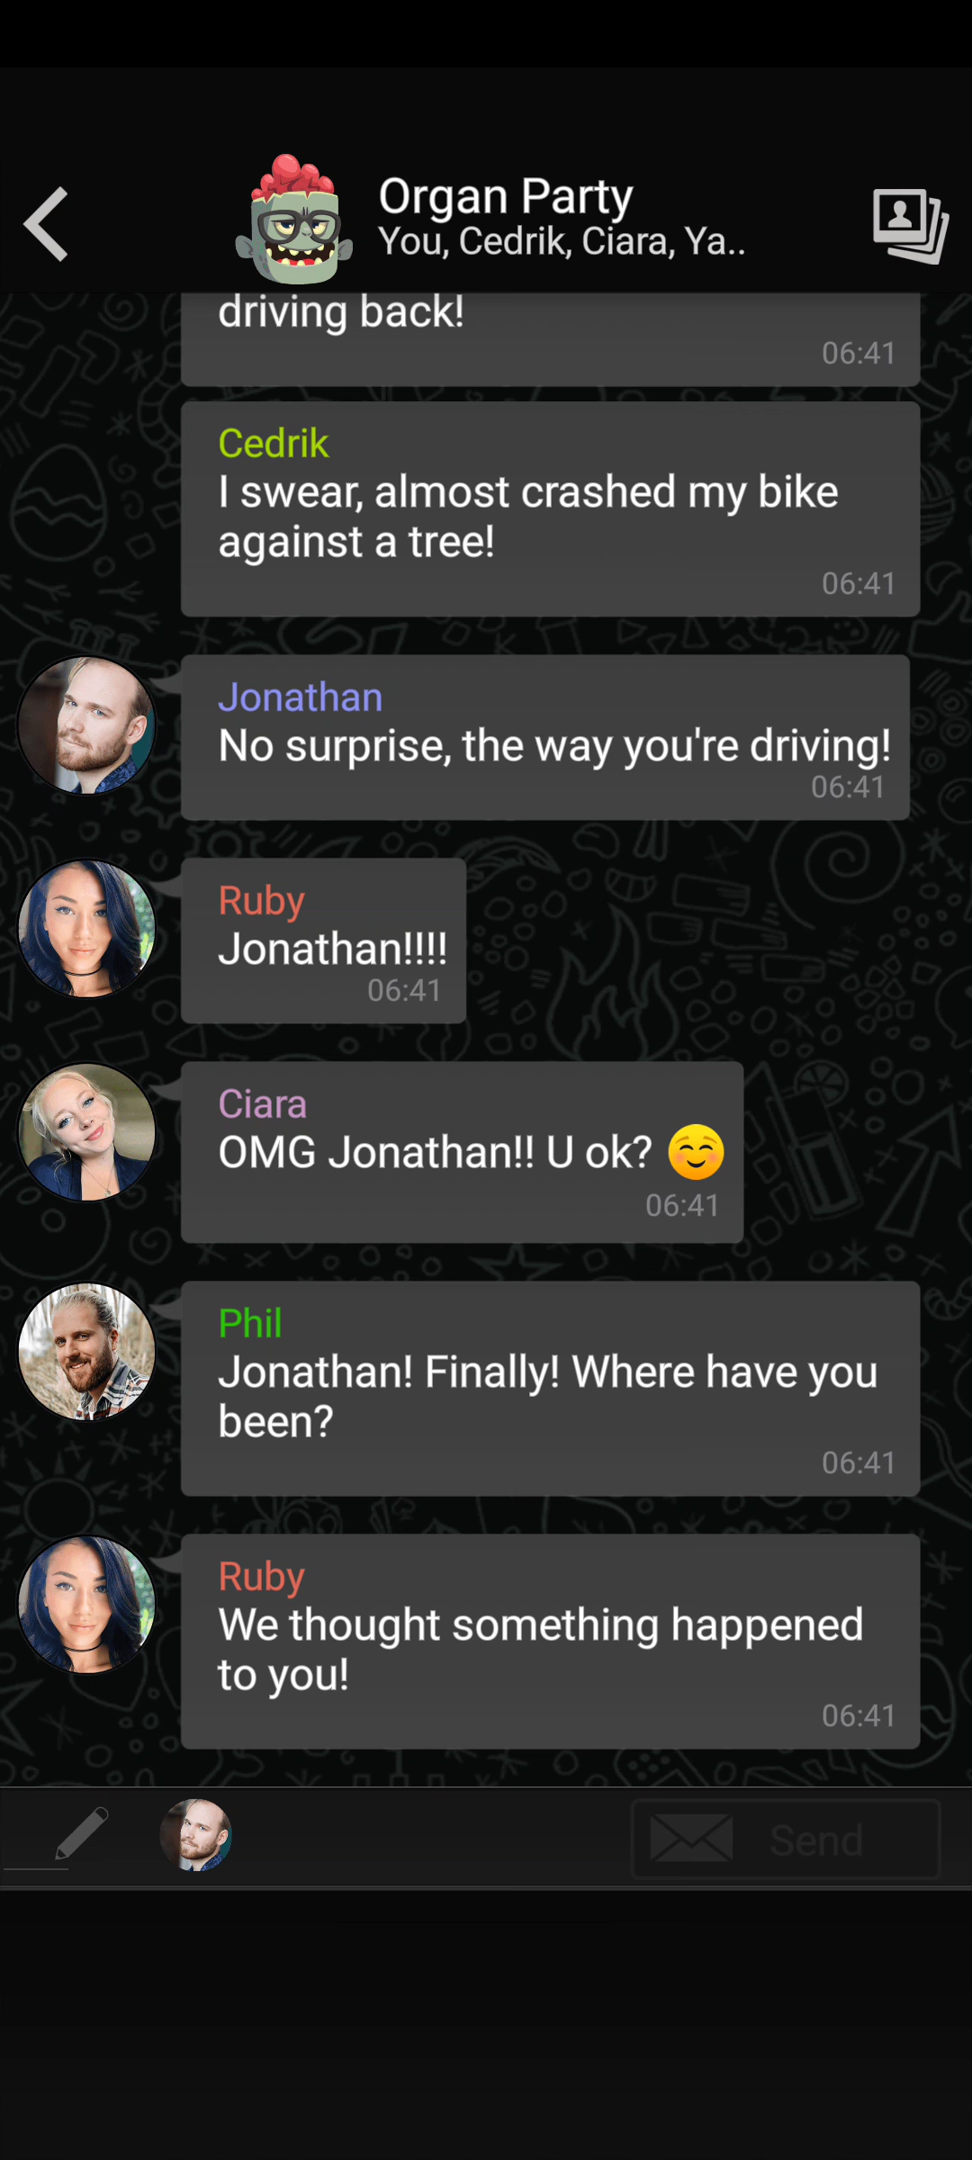 Organ Party
You, Cedrik, Ciara, Ya..
driving back!
06:41
Cedrik
I swear, almost crashed my bike
against a tree!
06:41
Jonathan
No surprise, the way you're driving!
06:41
Ruby
Jonathan!!!!
06:41
Ciara
OMG Jonathan!! U ok? ☺️
06:41
Phil
Jonathan! Finally! Where have you
been?
06:41
Ruby
We thought something happened
to you!
06:41
Send